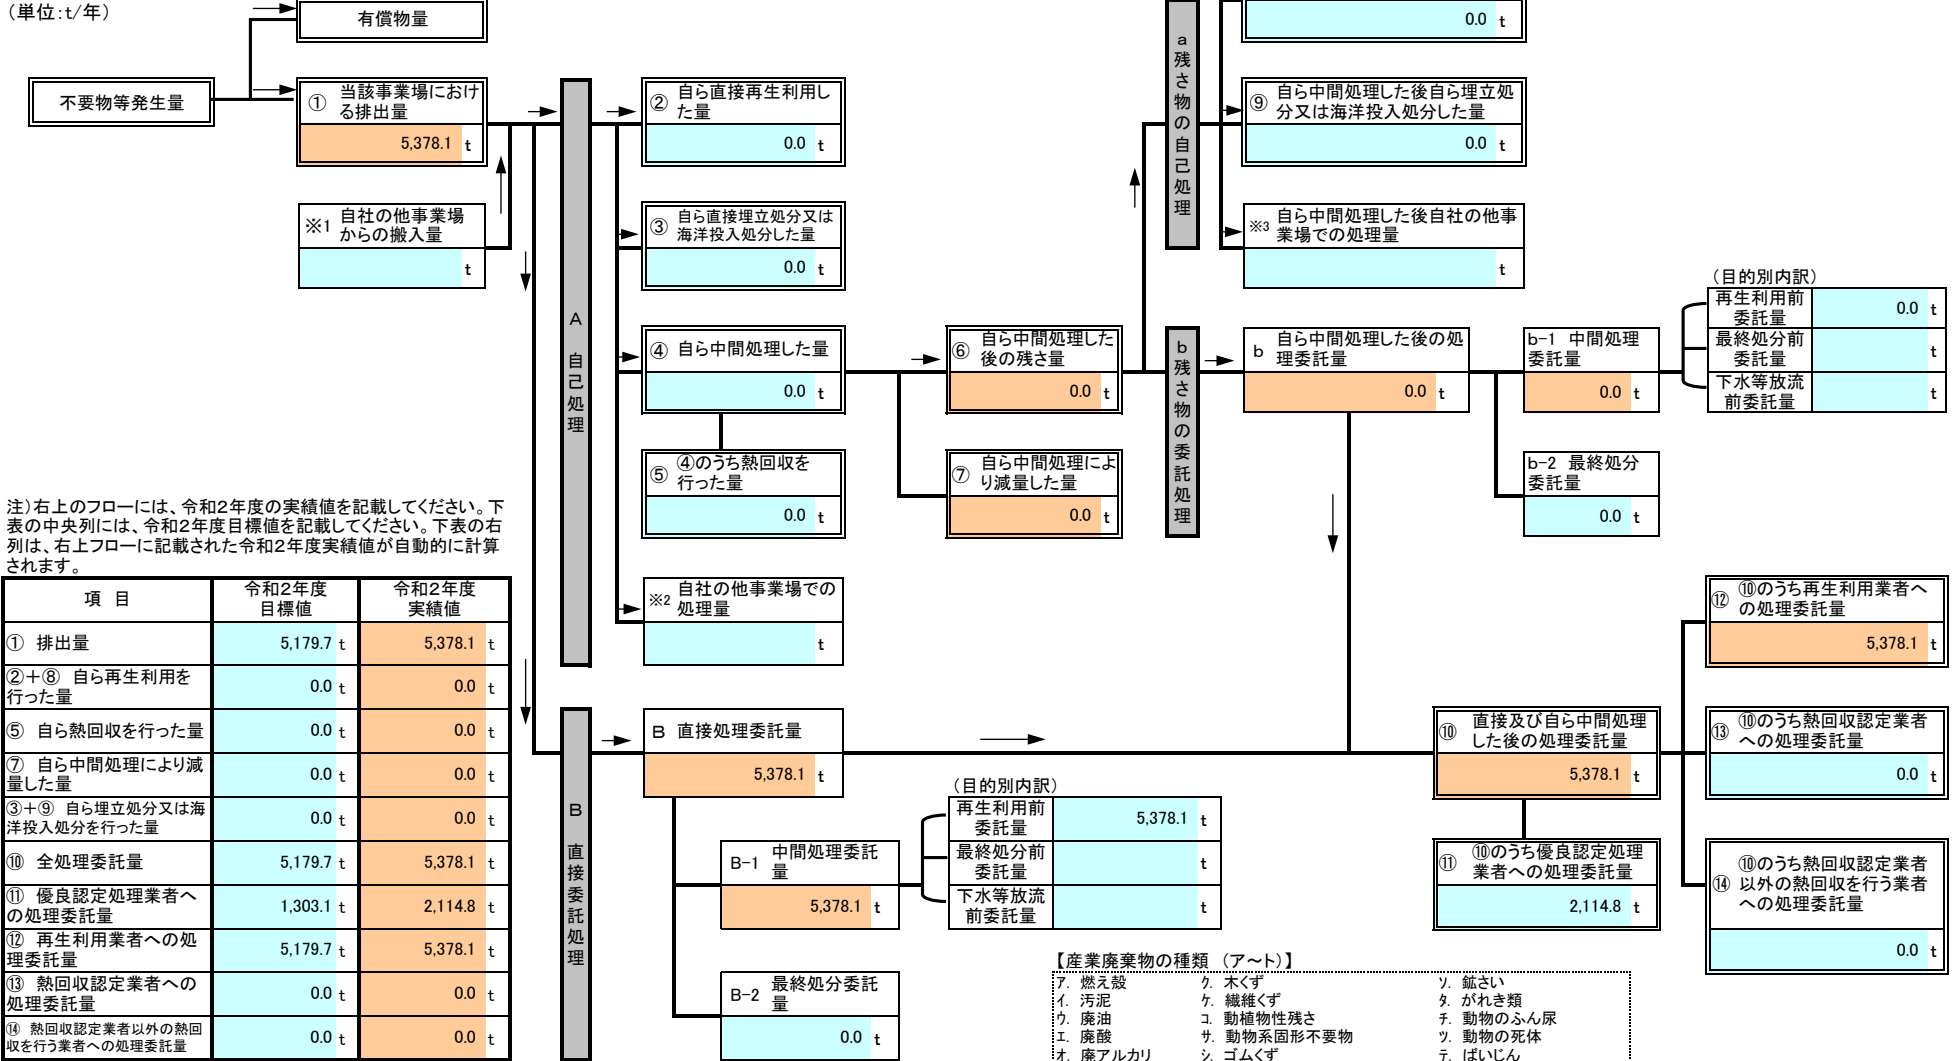 （単位:t/年）
有償物量
不要物等発生量
① 当該事業場におけ
る排出量
5,378.1 t
※1 自社の他事業場
からの搬入量
t
A 自己処理
② 自ら直接再生利用し
た量
0.0 t
③ 自ら直接埋立処分又は
海洋投入処分した量
0.0 t
④ 自ら中間処理した量
0.0 t
⑤ ④のうち熱回収を
行った量
0.0 t
※2 自社の他事業場での
処理量
t
⑥ 自ら中間処理した
後の残さ量
0.0 t
⑦ 自ら中間処理によ
り減量した量
0.0 t
a 残さ物の自己処理
0.0 t
⑨ 自ら中間処理した後自ら埋立処
分又は海洋投入処分した量
0.0 t
※3 自ら中間処理した後自社の他事
業場での処理量
t
b 残さ物の委託処理
b 自ら中間処理した後の処
理委託量
0.0 t
b-1 中間処理
委託量
0.0 t
b-2 最終処分
委託量
0.0 t
（目的別内訳）
再生利用前
委託量 0.0 t
最終処分前
委託量 t
下水等放流
前委託量 t
注）右上のフローには、令和２年度の実績値を記載してください。下
表の中央列には、令和２年度目標値を記載してください。下表の右
列は、右上フローに記載された令和２年度実績値が自動的に計算
されます。
項 目 令和２年度
目標値 令和２年度
実績値
① 排出量 5,179.7 t 5,378.1 t
②＋⑧ 自ら再生利用を
行った量 0.0 t 0.0 t
⑤ 自ら熱回収を行った量 0.0 t 0.0 t
⑦ 自ら中間処理により減
量した量 0.0 t 0.0 t
③＋⑨ 自ら埋立処分又は海
洋投入処分を行った量 0.0 t 0.0 t
⑩ 全処理委託量 5,179.7 t 5,378.1 t
⑪ 優良認定処理業者へ
の処理委託量 1,303.1 t 2,114.8 t
⑫ 再生利用業者への処
理委託量 5,179.7 t 5,378.1 t
⑬ 熱回収認定業者への
処理委託量 0.0 t 0.0 t
⑭ 熱回収認定業者以外の熱回
収を行う業者への処理委託量 0.0 t 0.0 t
B 直接委託処理
B 直接処理委託量
5,378.1 t
B-1 中間処理委託
量
5,378.1 t
B-2 最終処分委託
量
0.0 t
（目的別内訳）
再生利用前
委託量 5,378.1 t
最終処分前
委託量 t
下水等放流
前委託量 t
⑩ 直接及び自ら中間処理
した後の処理委託量
5,378.1 t
⑪ ⑩のうち優良認定処理
業者への処理委託量
2,114.8 t
⑫ ⑩のうち再生利用業者へ
の処理委託量
5,378.1 t
⑬ ⑩のうち熱回収認定業者
への処理委託量
0.0 t
⑭ ⑩のうち熱回収認定業者
以外の熱回収を行う業者
への処理委託量
0.0 t
【産業廃棄物の種類 （ア～ト）】
ア. 燃え殻 ク. 木くず ソ. 鉱さい
イ. 汚泥 ケ. 繊維くず タ. がれき類
ウ. 廃油 コ. 動植物性残さ チ. 動物のふん尿
エ. 廃酸 サ. 動物系固形不要物 ツ. 動物の死体
オ. 廃アルカリ シ. ゴムくず テ. ばいじん